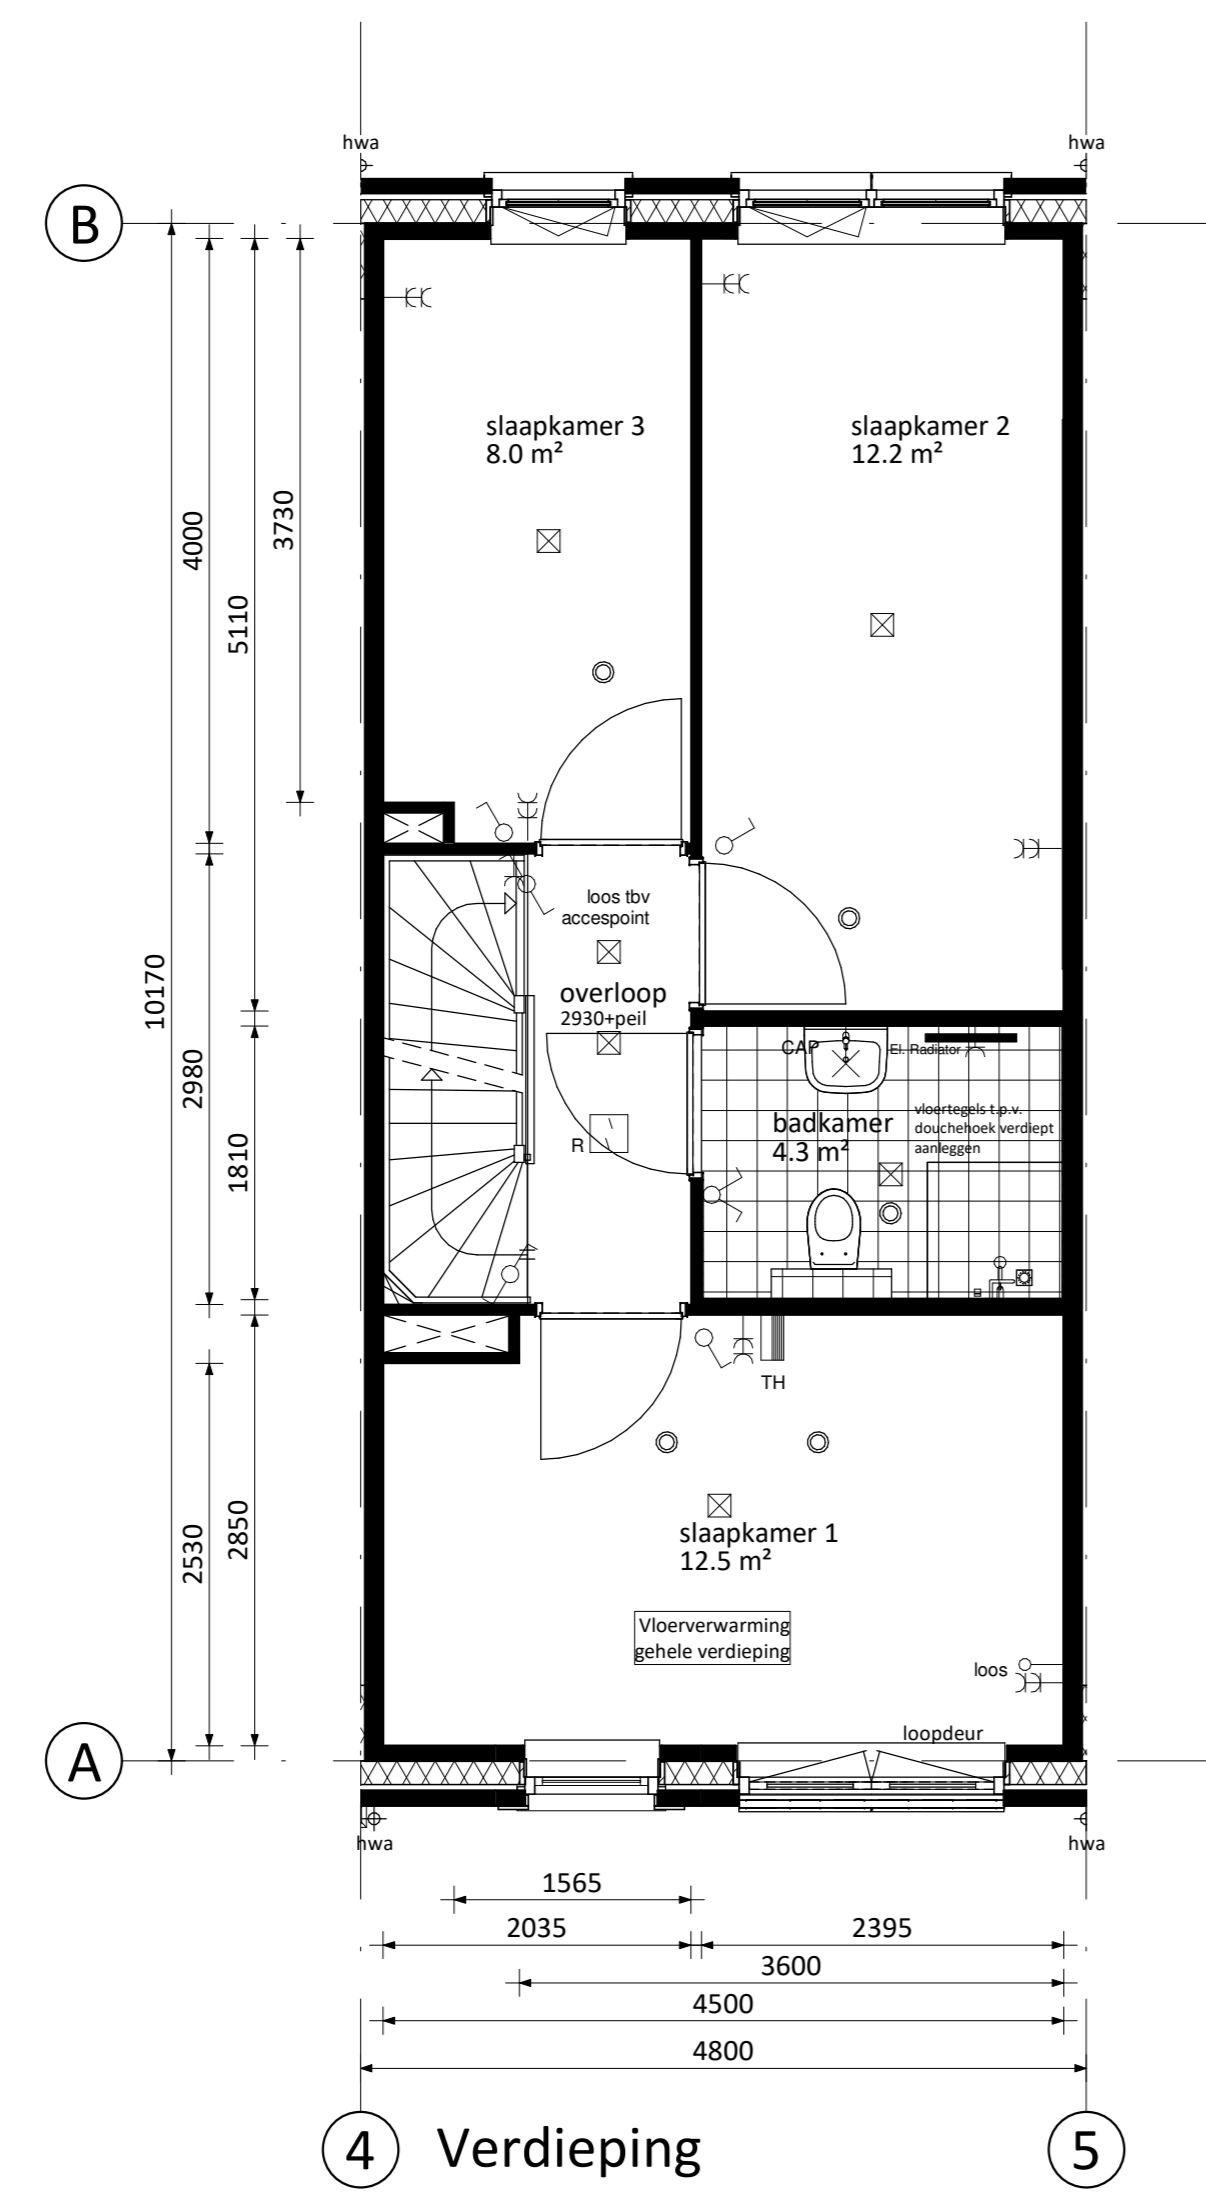 hwa
hwa
B
slaapkamer 3
8.0 m²
slaapkamer 2
12.2 m²
3730
4000
5110
loos tbv
accespoint
overloop
2930+peil
10170
2980
CAP
El. Radiator
badkamer
4.3 m²
vloertegels t.p.v.
douchehoek verdiept
aanleggen
R
1810
TH
slaapkamer 1
12.5 m²
2530
2850
Vloerverwarming
gehele verdieping
loos
loopdeur
A
hwa
hwa
1565
2035
2395
3600
4500
4800
4
Verdieping
5